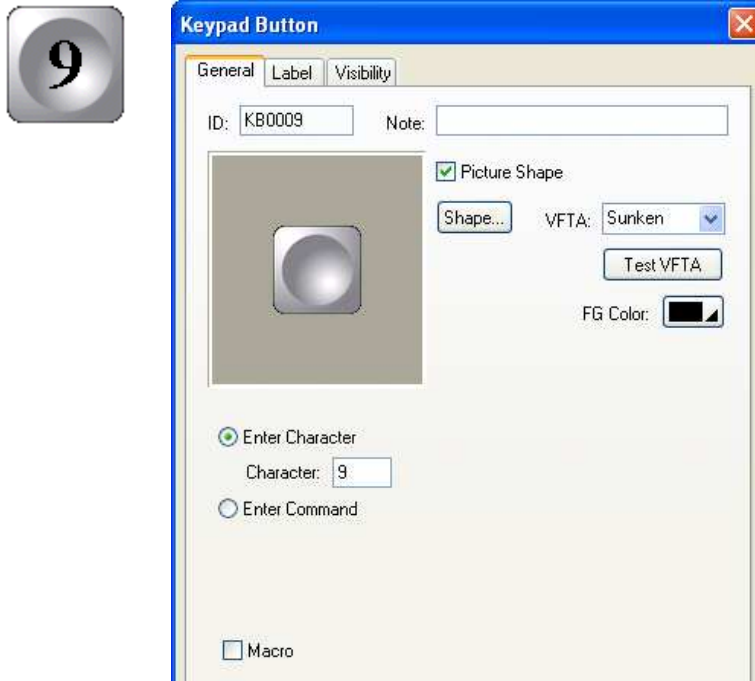 9
Keypad Button
General Label Visibility
ID: KB0009 Note:
Picture Shape
Shape... VFTA: Sunken
Test VFTA
FG Color:
Enter Character
Character: 9
Enter Command
Macro